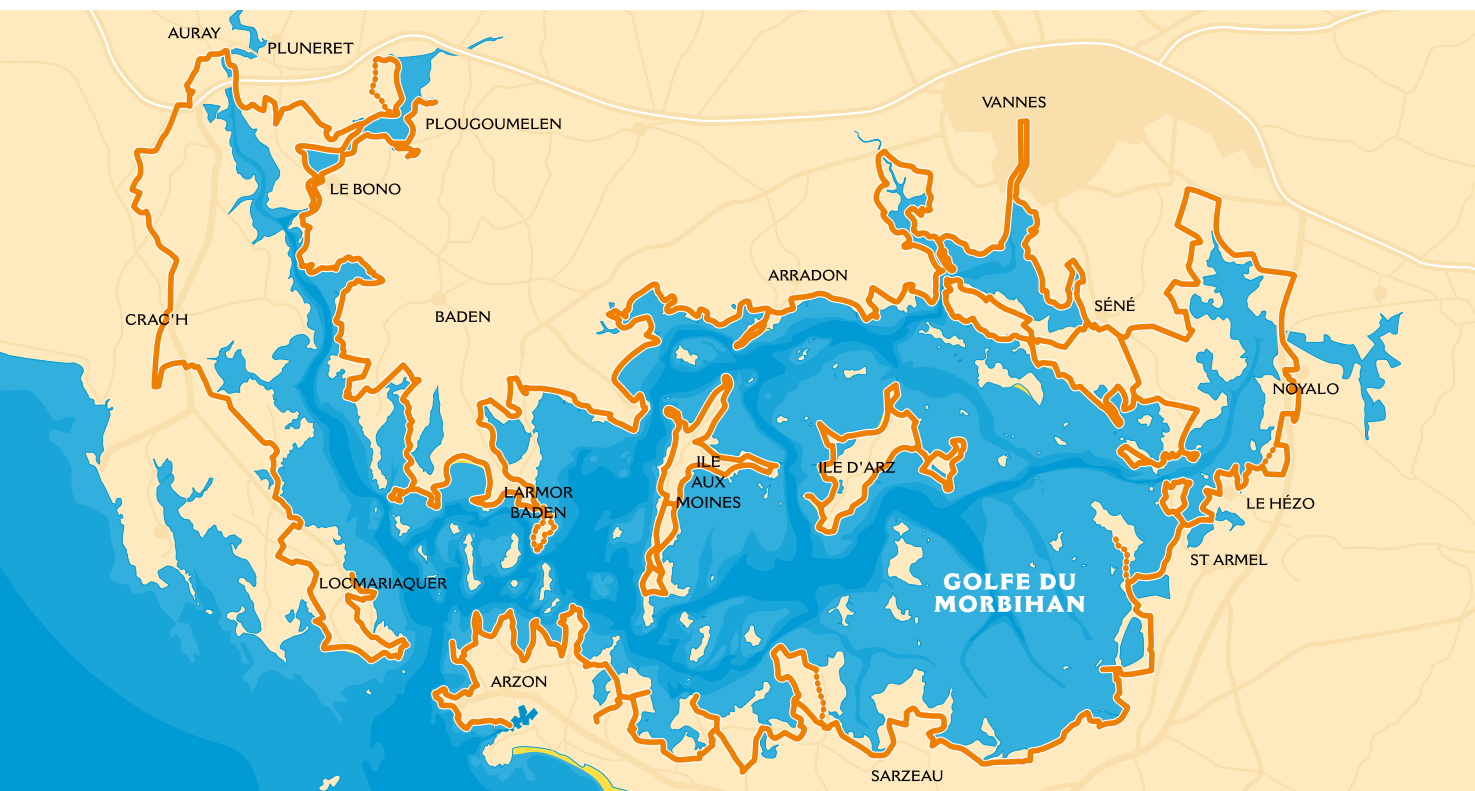 AURAY
PLUNERET
VANNES
PLOUGOUMELEN
LE BONO
ARRADON
SÉNÉ
CRAC'H
BADEN
NOYALO
ILE
AUX
MOINES
ILE D'ARZ
LARMOR
BADEN
LE HÉZO
ST ARMEL
LOCMARIAQUER
GOLFE DU
MORBIHAN
ARZON
SARZEAU